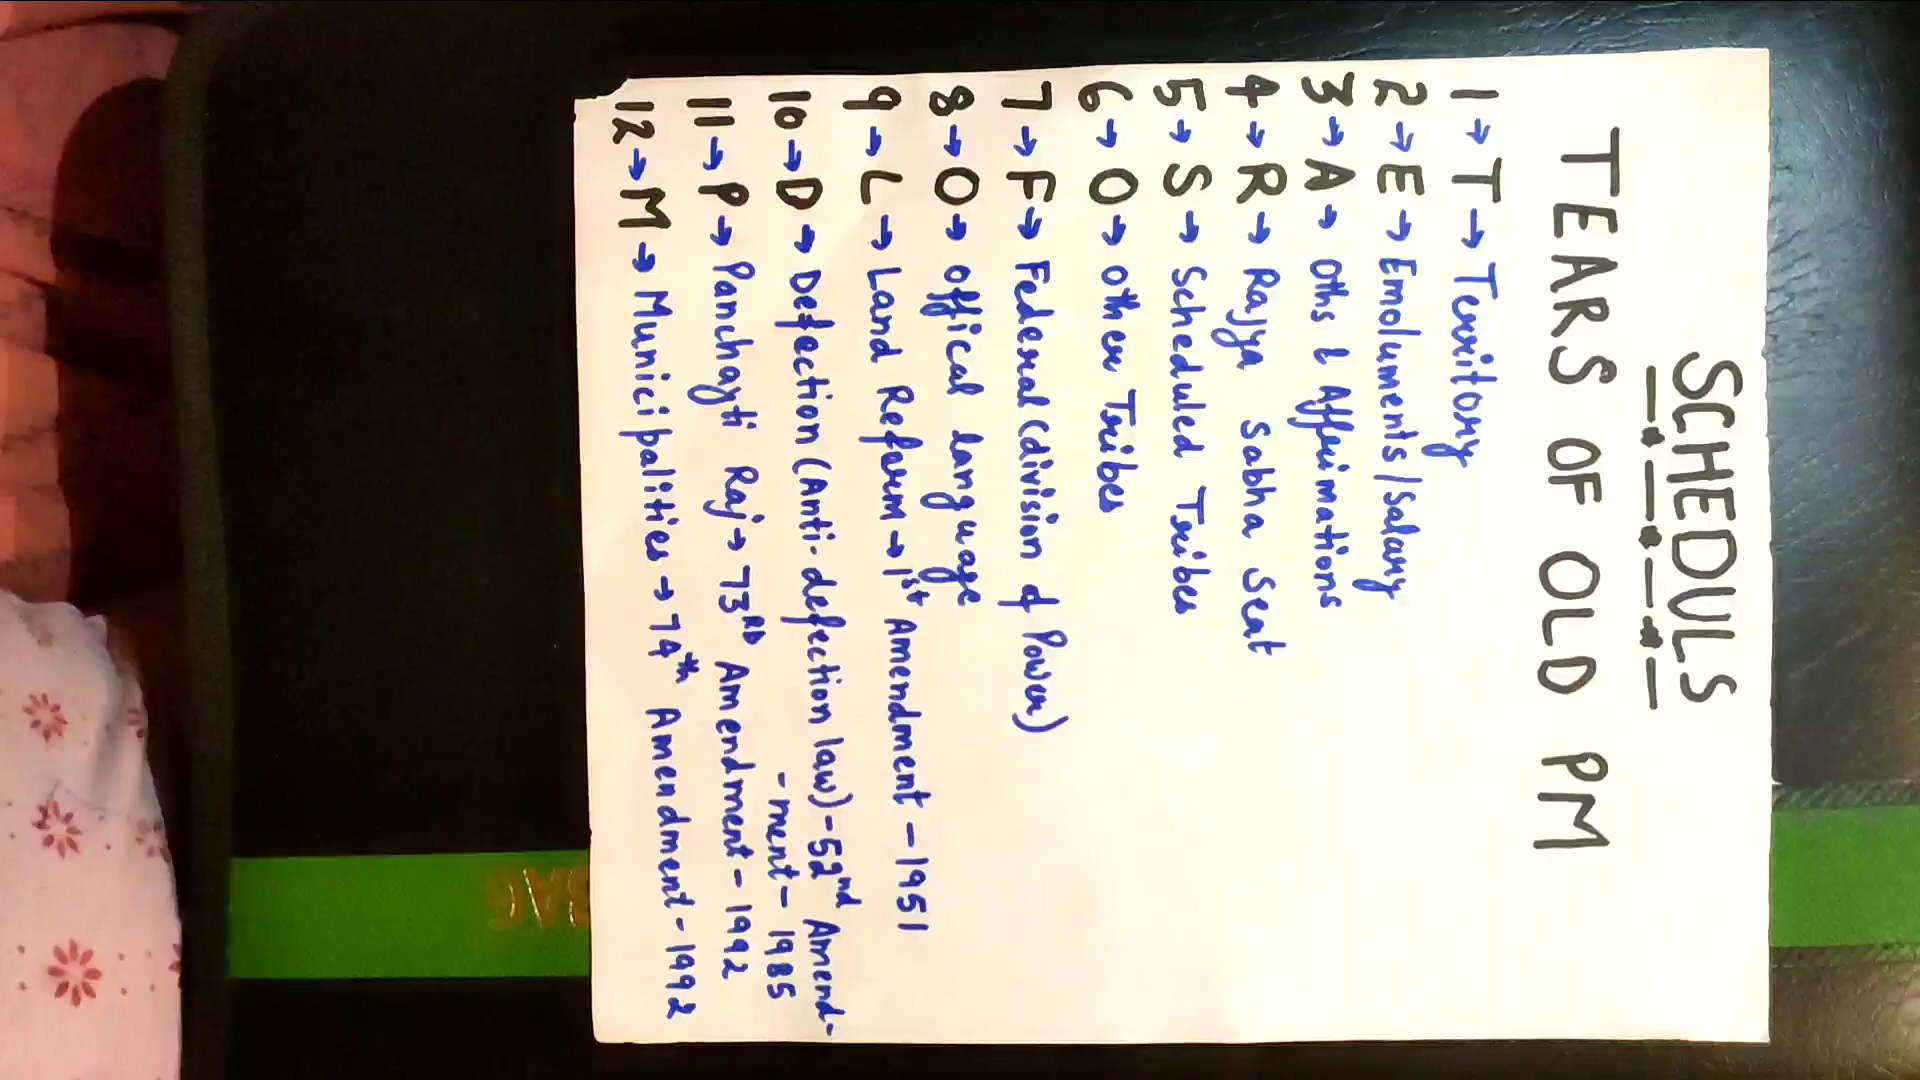 SCHEDULS
TEARS OF OLD PM
1→T→Territory
2→E→Emoluments/Salary
3→A→Oths & Affirmations
4→R→Rajya Sabha Seat
5→S→Scheduled Tribes
6→O→Other Tribes
7→F→Federal (division of Power)
8→O→Offical language
9→L→Land Reform→1st Amendment-1951
10→D→Defection (Anti-defection law)-52nd Amend-
-ment-1985
11→P→Panchayti Raj→73RD Amendment-1992
12→M→Municipalities→74th Amendment-1992
BAG